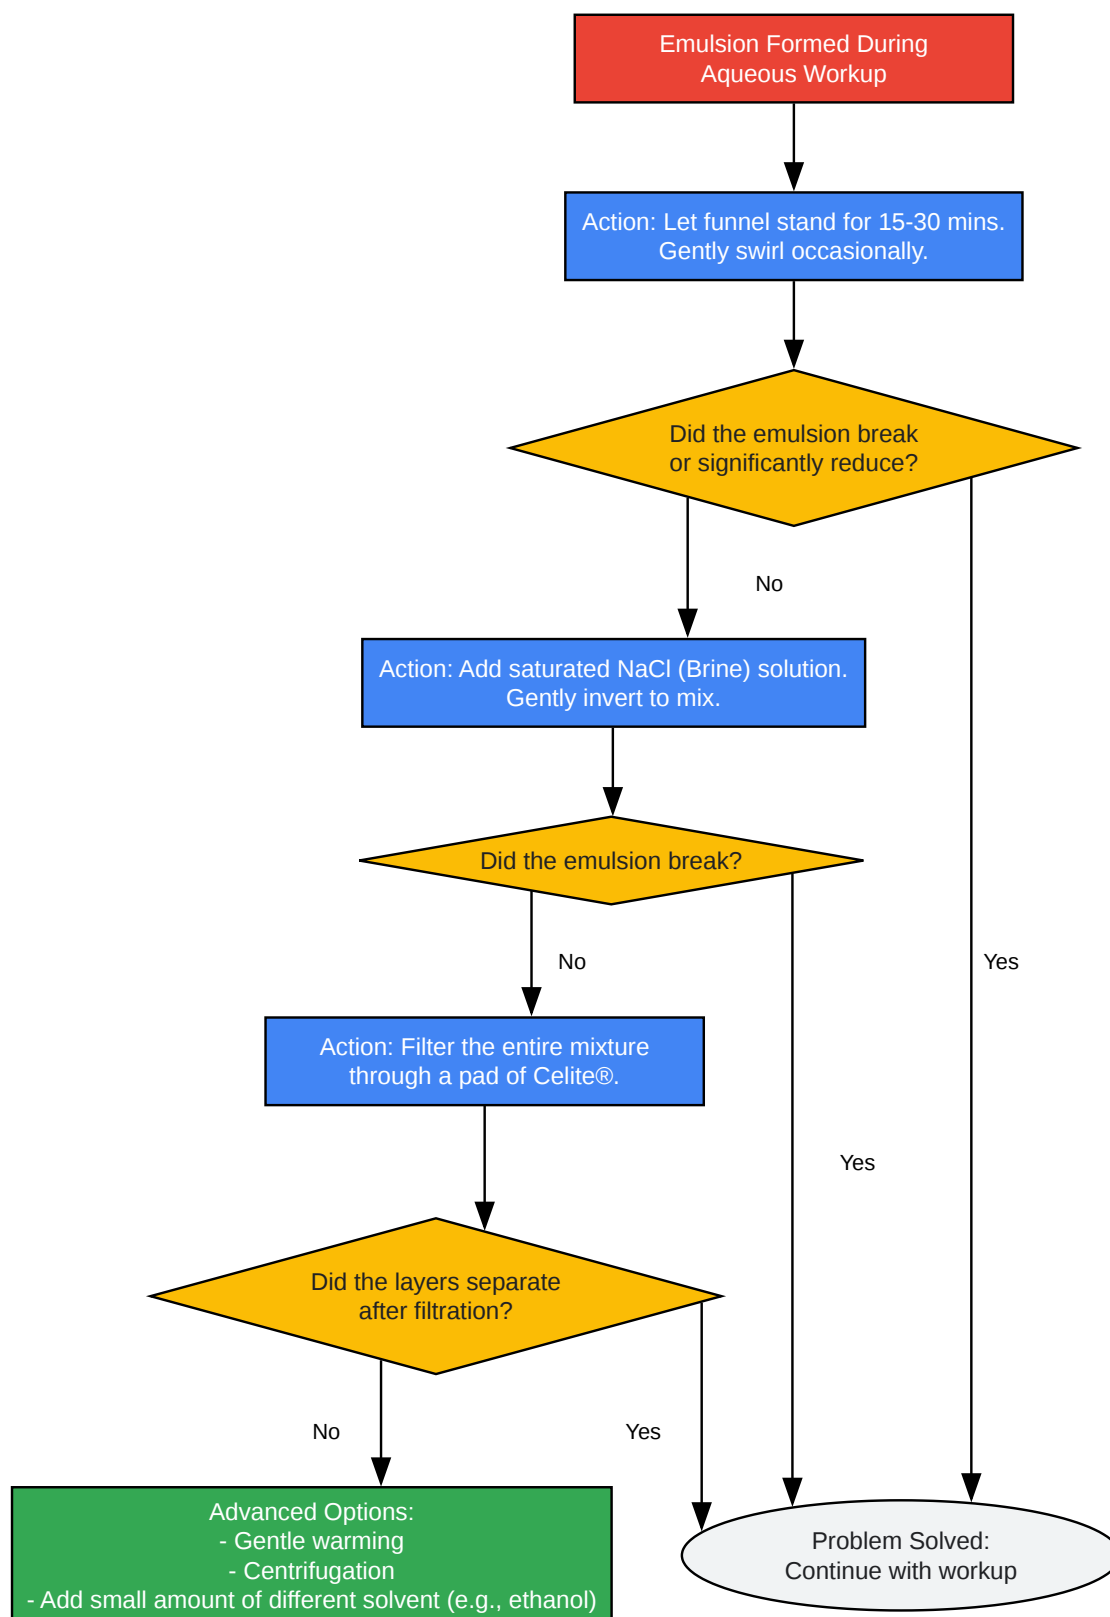 Emulsion Formed During
Aqueous Workup
Action: Let funnel stand for 15-30 mins.
Gently swirl occasionally.
Did the emulsion break
or significantly reduce?
No
Action: Add saturated NaCl (Brine) solution.
Gently invert to mix.
Did the emulsion break?
No
Yes
Action: Filter the entire mixture
through a pad of Celite®.
Yes
Did the layers separate
after filtration?
No
Yes
Advanced Options:
- Gentle warming
- Centrifugation
- Add small amount of different solvent (e.g., ethanol)
Problem Solved:
Continue with workup